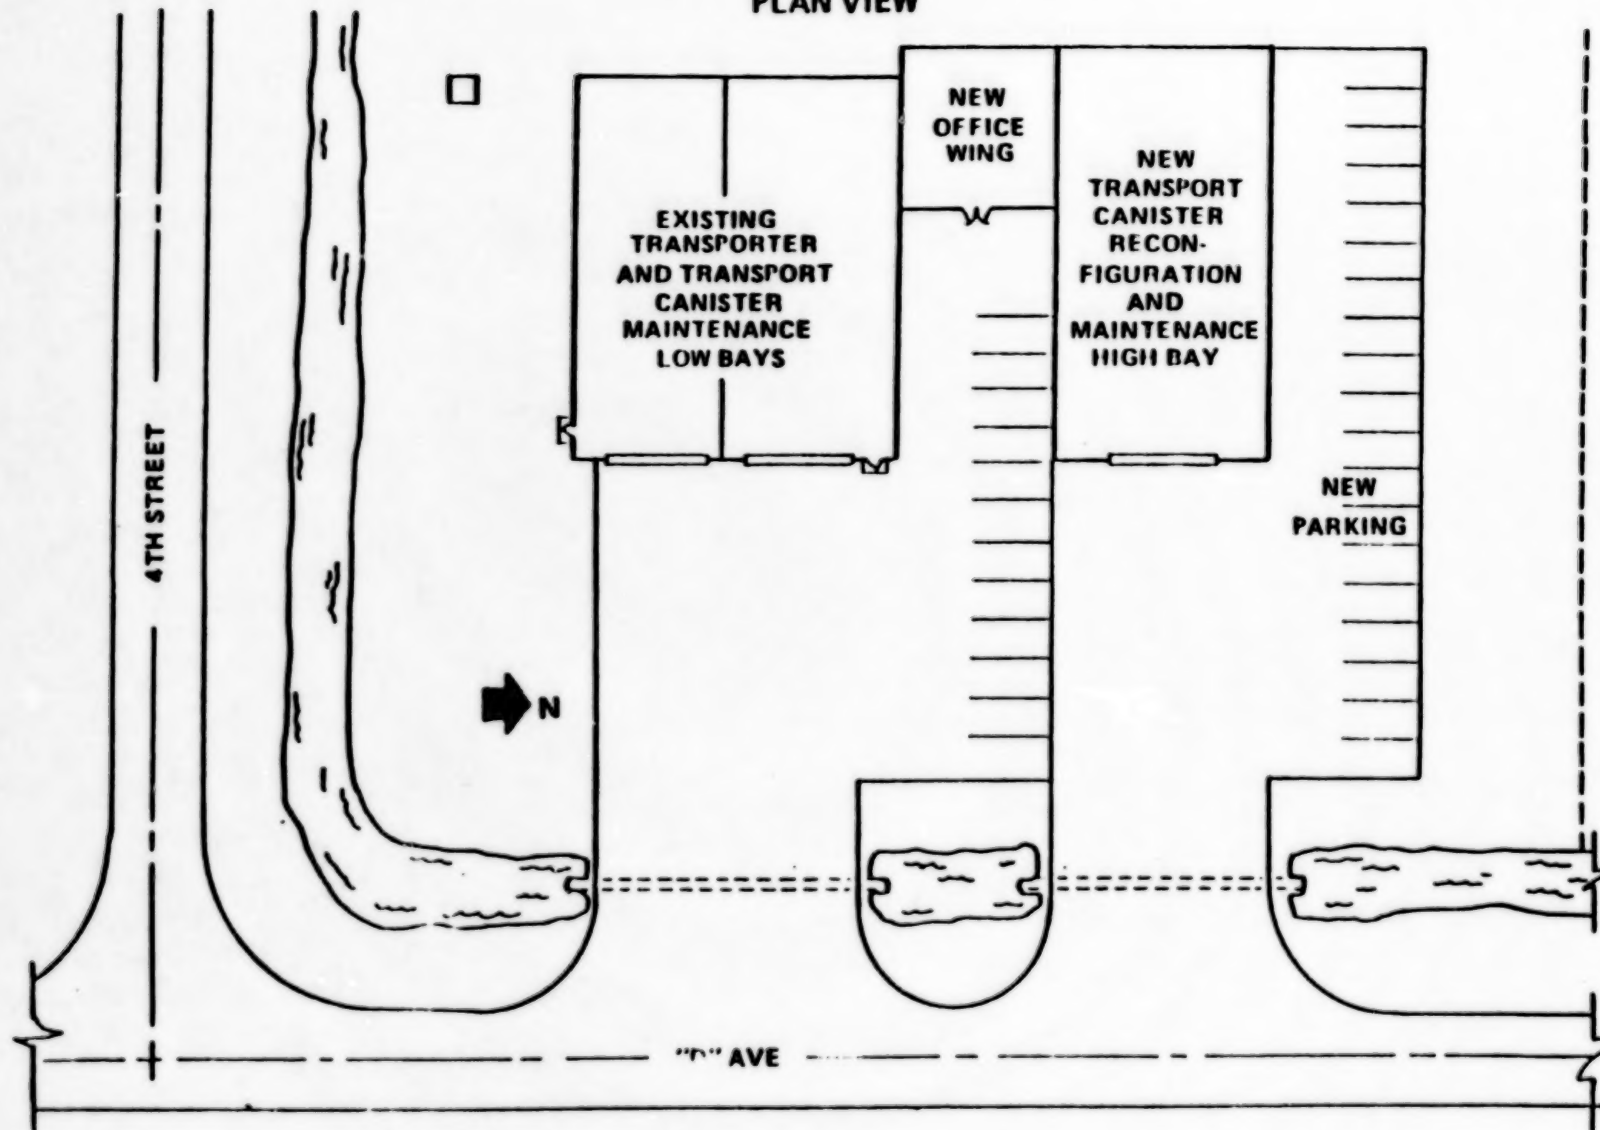 PLAN VIEW
NEW
OFFICE
WING
NEW
TRANSPORT
CANISTER
RECON-
FIGURATION
AND
MAINTENANCE
HIGH BAY
EXISTING
TRANSPORTER
AND TRANSPORT
CANISTER
MAINTENANCE
LOW BAYS
4TH STREET
NEW
PARKING
N
"D" AVE